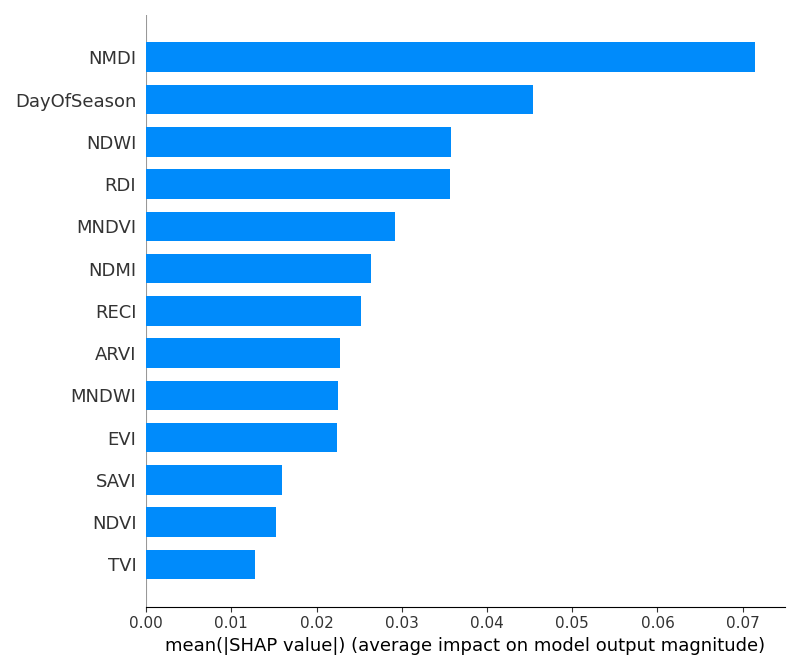 NMDI
DayOfSeason
NDWI
RDI
MNDVI
NDMI
RECI
ARVI
MNDWI
EVI
SAVI
NDVI
TVI
0.00 0.01 0.02 0.03 0.04 0.05 0.06 0.07
mean(|SHAP value|) (average impact on model output magnitude)